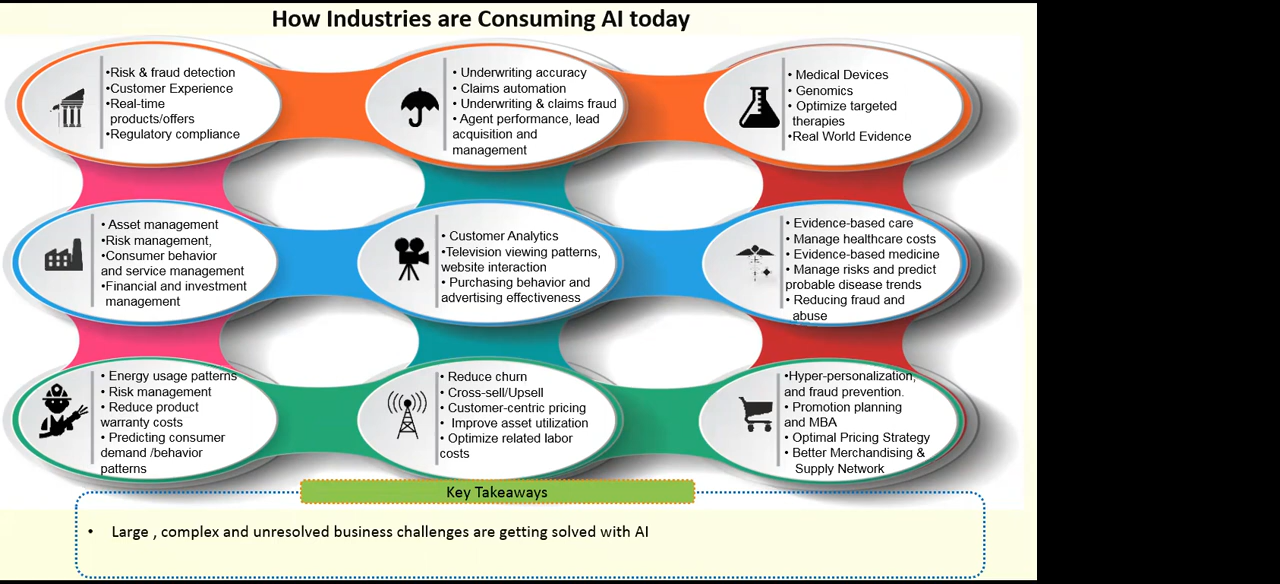 How Industries are Consuming AI today
•Risk & fraud detection
•Customer Experience
•Real-time
products/offers
•Regulatory compliance
• Underwriting accuracy
• Claims automation
• Underwriting & claims fraud
• Agent performance, lead
acquisition and
management
• Medical Devices
• Genomics
• Optimize targeted
therapies
•Real World Evidence
• Asset management
•Risk management,
•Consumer behavior
and service management
•Financial and investment
management
• Customer Analytics
•Television viewing patterns,
website interaction
• Purchasing behavior and
advertising effectiveness
• Evidence-based care
• Manage healthcare costs
• Evidence-based medicine
• Manage risks and predict
probable disease trends
• Reducing fraud and
abuse
• Energy usage patterns
• Risk management
• Reduce product
warranty costs
• Predicting consumer
demand /behavior
patterns
• Reduce churn
• Cross-sell/Upsell
• Customer-centric pricing
• Improve asset utilization
• Optimize related labor
costs
•Hyper-personalization,
and fraud prevention.
• Promotion planning
and MBA
• Optimal Pricing Strategy
• Better Merchandising &
Supply Network
Key Takeaways
• Large , complex and unresolved business challenges are getting solved with AI